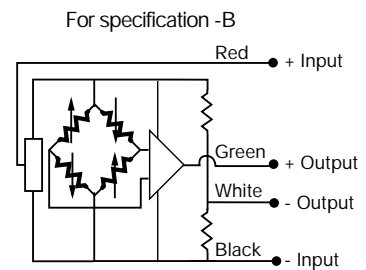 For specification -B
Red
+ Input
Green
+ Output
White
- Output
Black
- Input